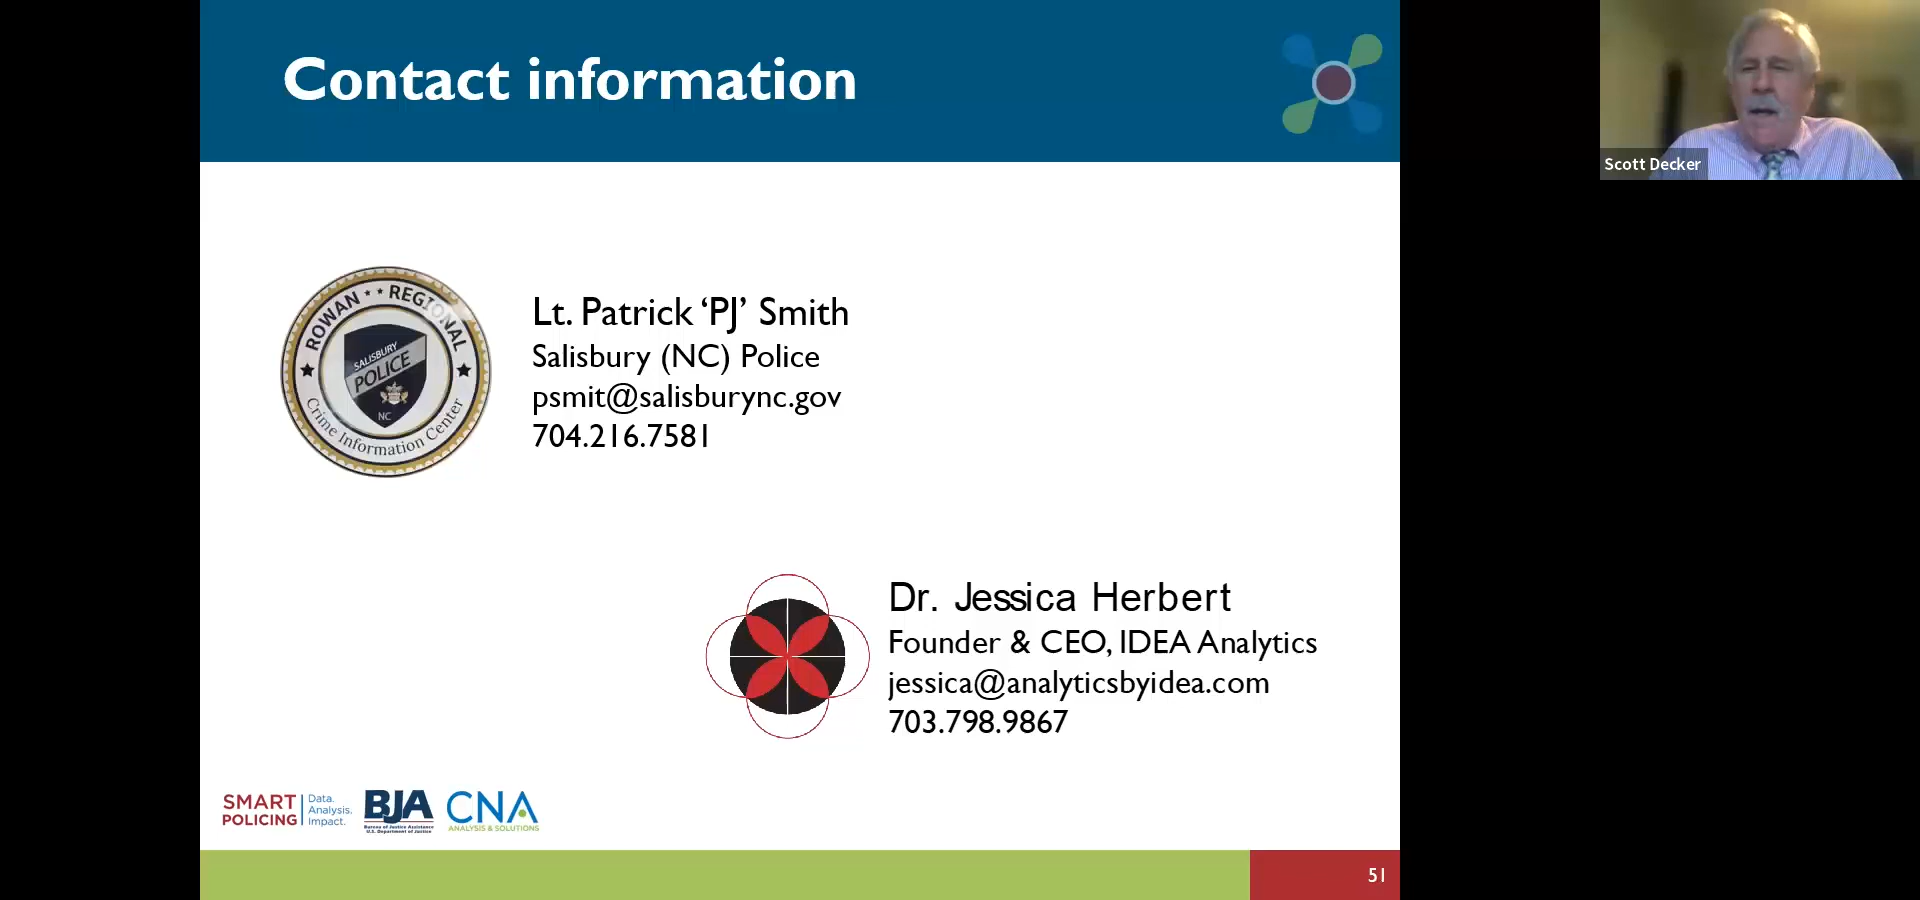 Contact information
Scott Decker
ROWAN ★ ★ REGIONAL
SALISBURY
POLICE
NC
Crime Information Center
Lt. Patrick ‘PJ’ Smith
Salisbury (NC) Police
psmit@salisburync.gov
704.216.7581
Dr. Jessica Herbert
Founder & CEO, IDEA Analytics
jessica@analyticsbyidea.com
703.798.9867
SMART
POLICING
Data.
Analysis.
Impact.
BJA
Bureau of Justice Assistance
U.S. Department of Justice
CNA
ANALYSIS & SOLUTIONS
51